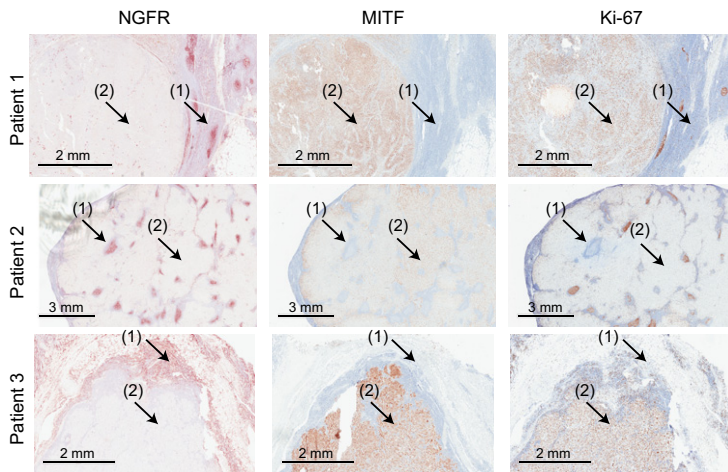 NGFR MITF Ki-67
Patient 1
(2) (1) (2) (1) (2) (1)
2 mm 2 mm 2 mm
Patient 2
(1) (2) (1) (2) (1) (2)
3 mm 3 mm 3 mm
Patient 3
(1) (1) (1)
(2) (2) (2)
2 mm 2 mm 2 mm